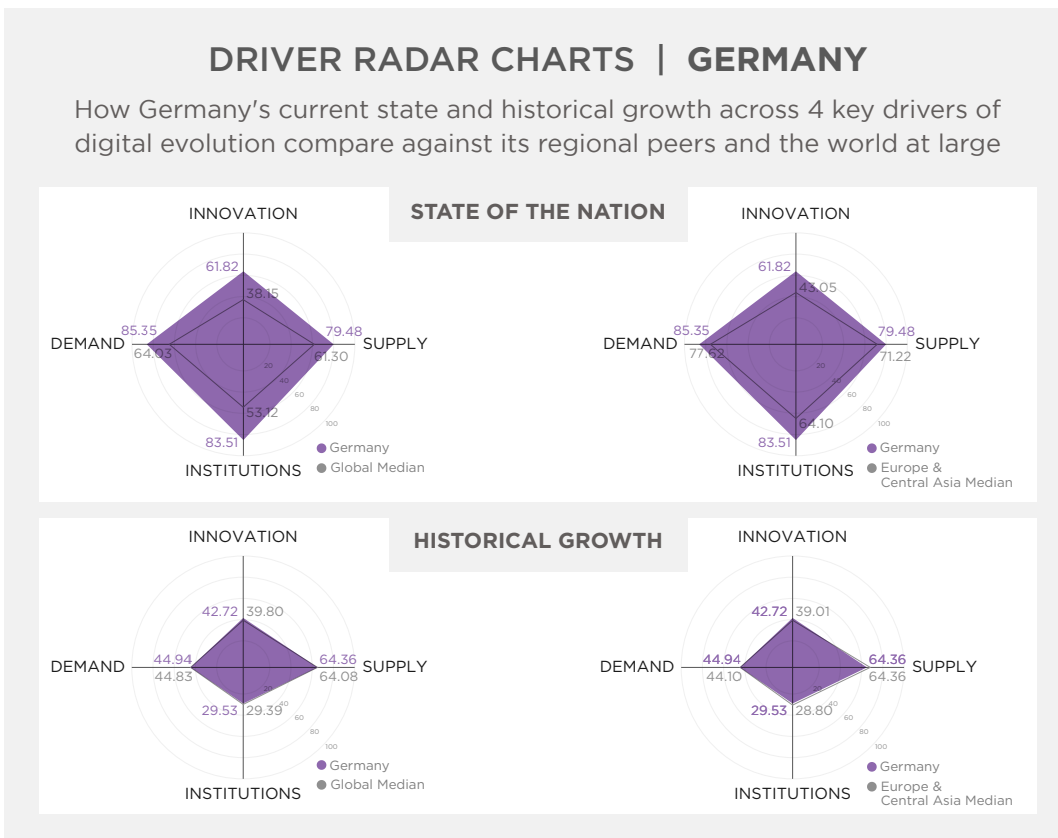 DRIVER RADAR CHARTS | GERMANY
How Germany's current state and historical growth across 4 key drivers of
digital evolution compare against its regional peers and the world at large
STATE OF THE NATION
INNOVATION
61.82
38.15
85.35
79.48
DEMAND
SUPPLY
64.03
61.30
20
40
60
80
100
53.12
83.51
INSTITUTIONS
Germany
Global Median
INNOVATION
61.82
43.05
85.35
79.48
DEMAND
SUPPLY
77.62
71.22
20
40
60
80
100
64.10
83.51
INSTITUTIONS
Germany
Europe &
Central Asia Median
HISTORICAL GROWTH
INNOVATION
42.72
39.80
44.94
64.36
DEMAND
SUPPLY
44.83
64.08
20
40
60
80
100
29.53
29.39
INSTITUTIONS
Germany
Global Median
INNOVATION
42.72
39.01
44.94
64.36
DEMAND
SUPPLY
44.10
64.36
20
40
60
80
100
29.53
28.80
INSTITUTIONS
Germany
Europe &
Central Asia Median